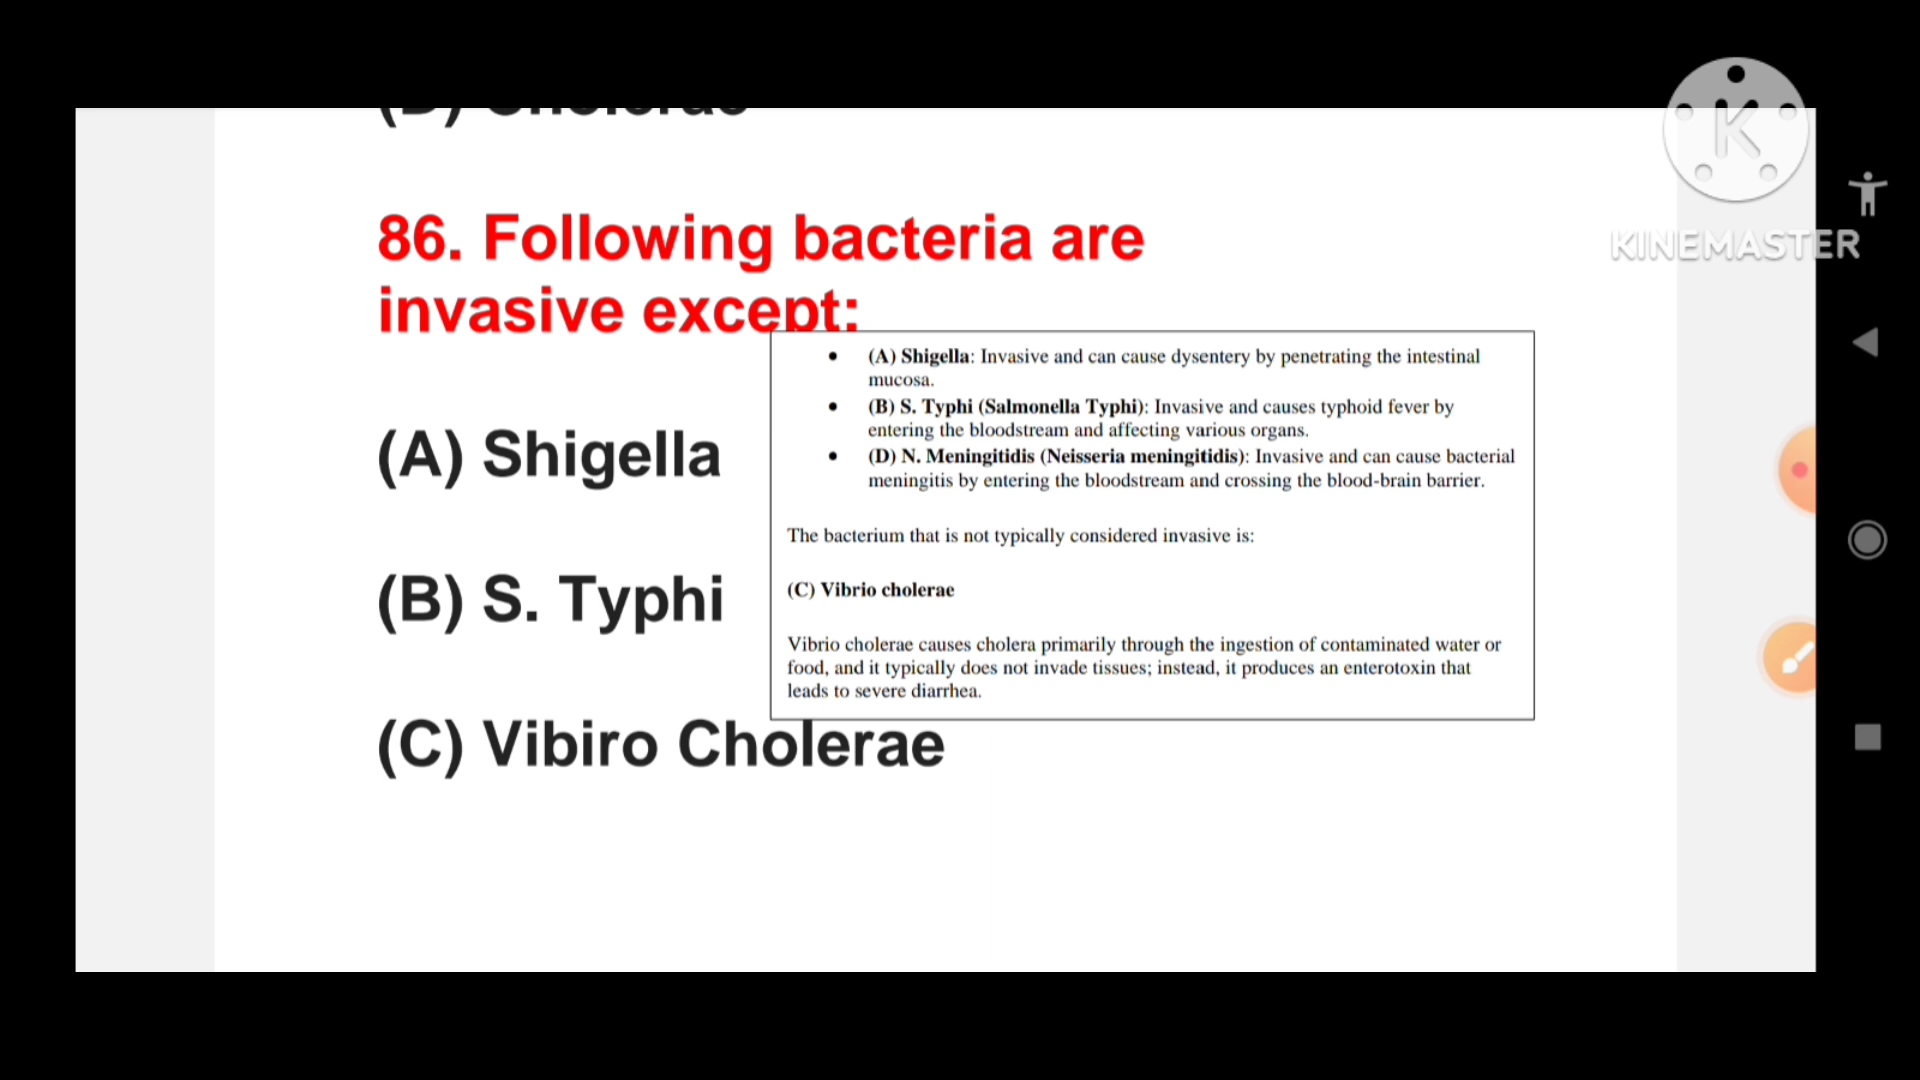 (D) Cholerae
86. Following bacteria are
invasive except:
(A) Shigella
(B) S. Typhi
(C) Vibiro Cholerae
• (A) Shigella: Invasive and can cause dysentery by penetrating the intestinal
mucosa.
• (B) S. Typhi (Salmonella Typhi): Invasive and causes typhoid fever by
entering the bloodstream and affecting various organs.
• (D) N. Meningitidis (Neisseria meningitidis): Invasive and can cause bacterial
meningitis by entering the bloodstream and crossing the blood-brain barrier.
The bacterium that is not typically considered invasive is:
(C) Vibrio cholerae
Vibrio cholerae causes cholera primarily through the ingestion of contaminated water or
food, and it typically does not invade tissues; instead, it produces an enterotoxin that
leads to severe diarrhea.
K
KINEMASTER